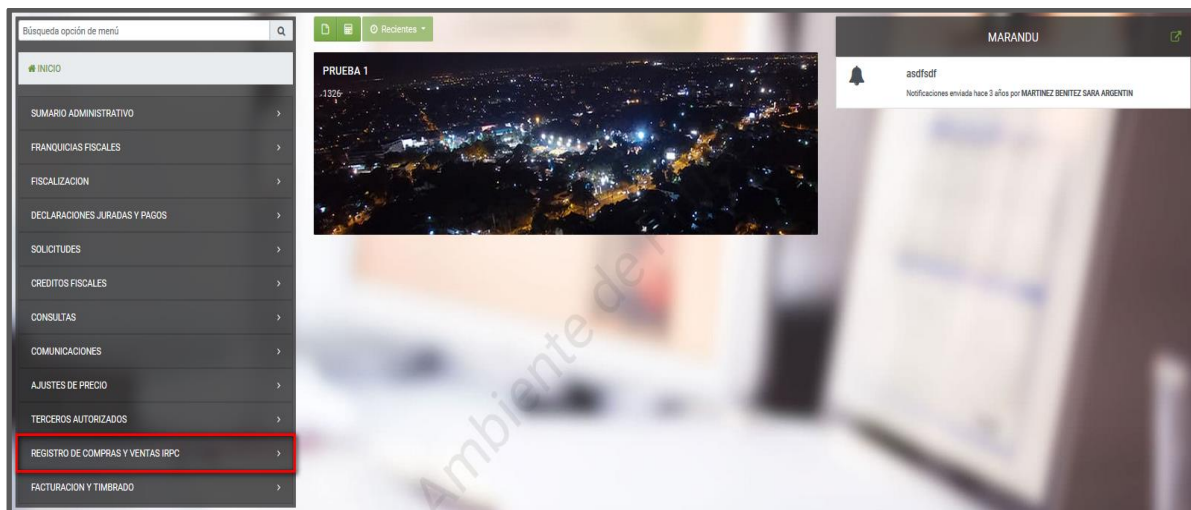 Búsqueda opción de menú
INICIO
SUMARIO ADMINISTRATIVO
FRANQUICIAS FISCALES
FISCALIZACION
DECLARACIONES JURADAS Y PAGOS
SOLICITUDES
CREDITOS FISCALES
CONSULTAS
COMUNICACIONES
AJUSTES DE PRECIO
TERCEROS AUTORIZADOS
REGISTRO DE COMPRAS Y VENTAS IRPC
FACTURACION Y TIMBRADO
Recientes
PRUEBA 1
1326
MARANDU
asdfsdf
Notificaciones enviada hace 3 años por MARTINEZ BENITEZ SARA ARGENTIN
Ambiente de